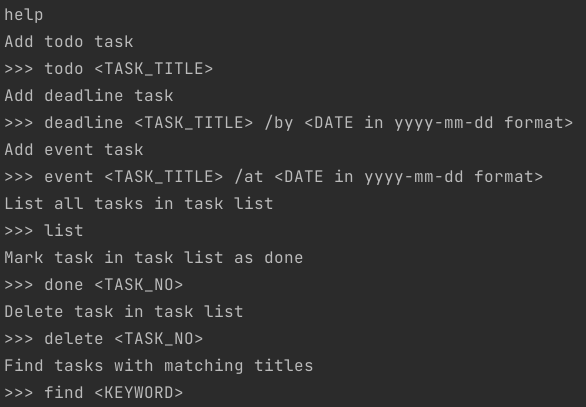 help
Add todo task
>>> todo <TASK_TITLE>
Add deadline task
>>> deadline <TASK_TITLE> /by <DATE in yyyy-mm-dd format>
Add event task
>>> event <TASK_TITLE> /at <DATE in yyyy-mm-dd format>
List all tasks in task list
>>> list
Mark task in task list as done
>>> done <TASK_NO>
Delete task in task list
>>> delete <TASK_NO>
Find tasks with matching titles
>>> find <KEYWORD>